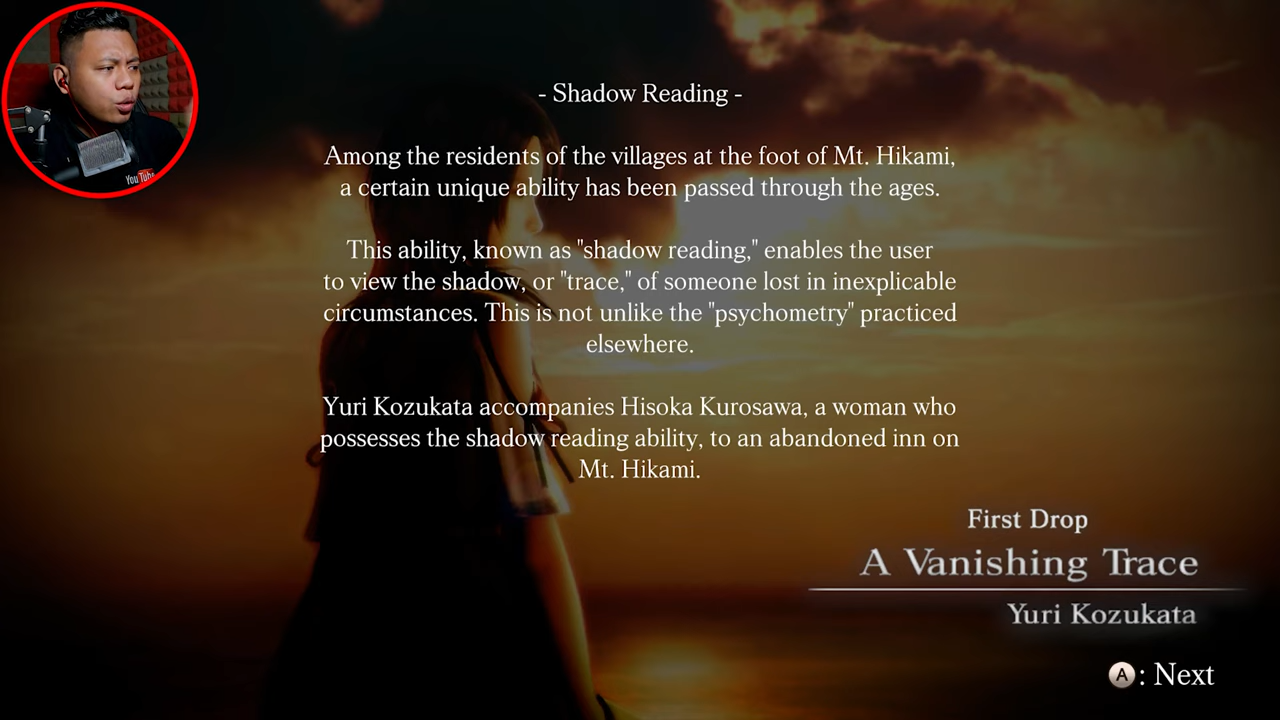 - Shadow Reading -
Among the residents of the villages at the foot of Mt. Hikami,
a certain unique ability has been passed through the ages.
This ability, known as "shadow reading," enables the user
to view the shadow, or "trace," of someone lost in inexplicable
circumstances. This is not unlike the "psychometry" practiced
elsewhere.
Yuri Kozukata accompanies Hisoka Kurosawa, a woman who
possesses the shadow reading ability, to an abandoned inn on
Mt. Hikami.
First Drop
A Vanishing Trace
Yuri Kozukata
A: Next
You Tube